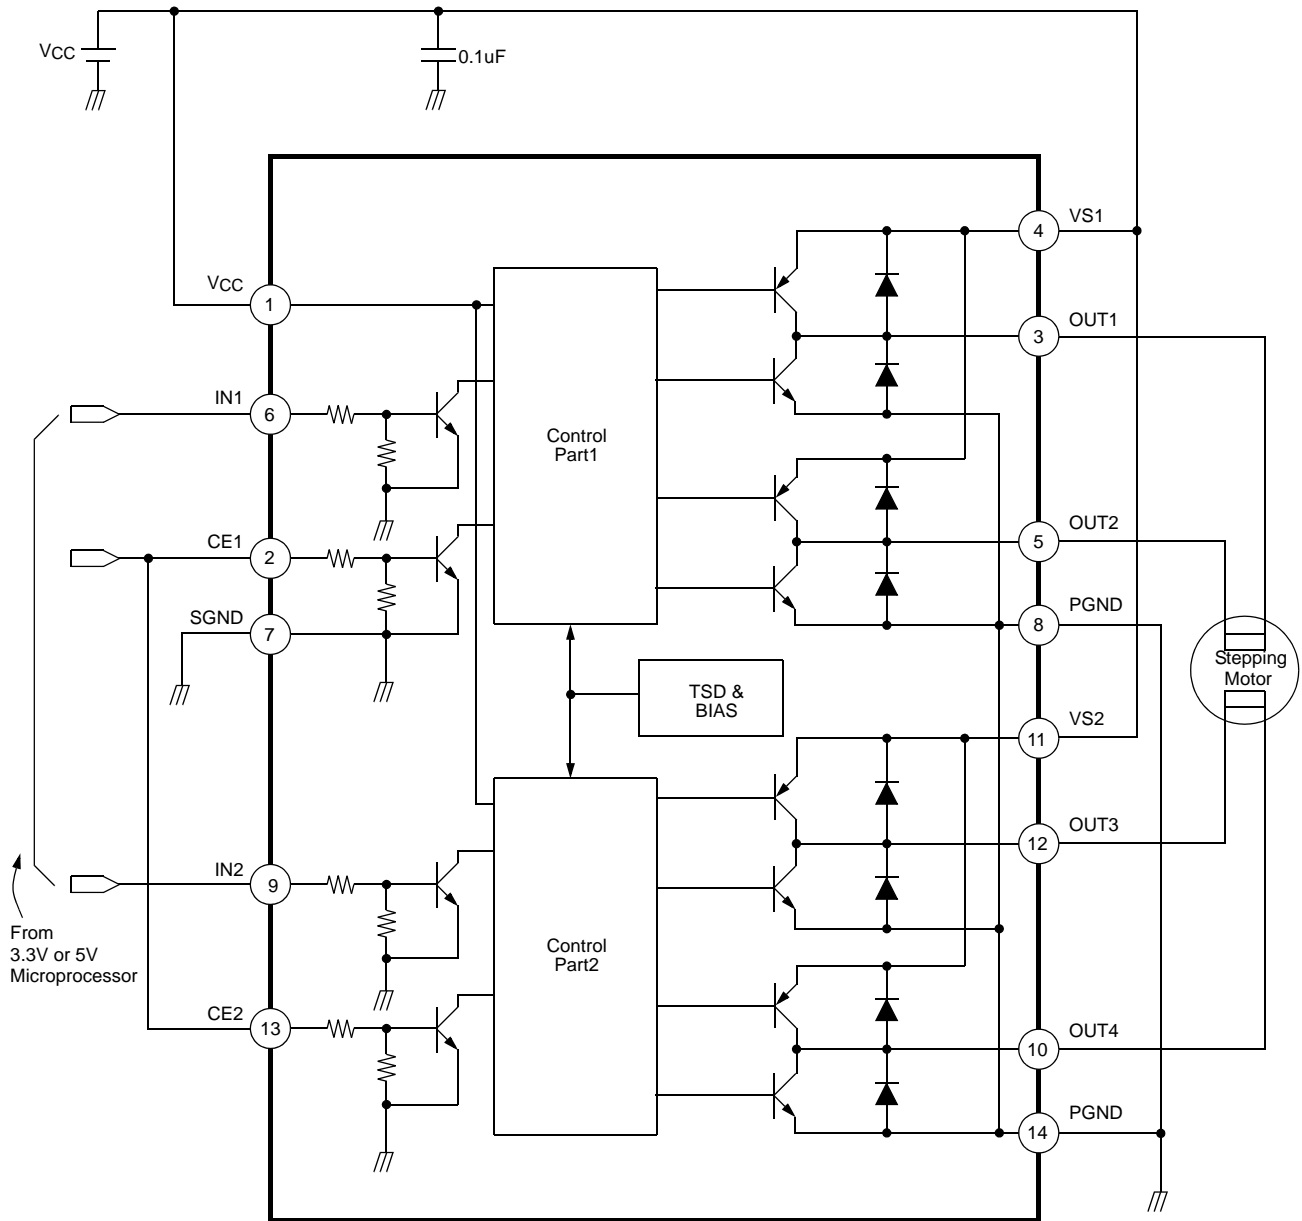 VCC
0.1uF
4
VS1
VCC
1
3
OUT1
IN1
6
Control
Part1
CE1
2
5
OUT2
SGND
7
8
PGND
Stepping
Motor
TSD &
BIAS
11
VS2
12
OUT3
IN2
9
From
3.3V or 5V
Microprocessor
Control
Part2
CE2
13
10
OUT4
14
PGND